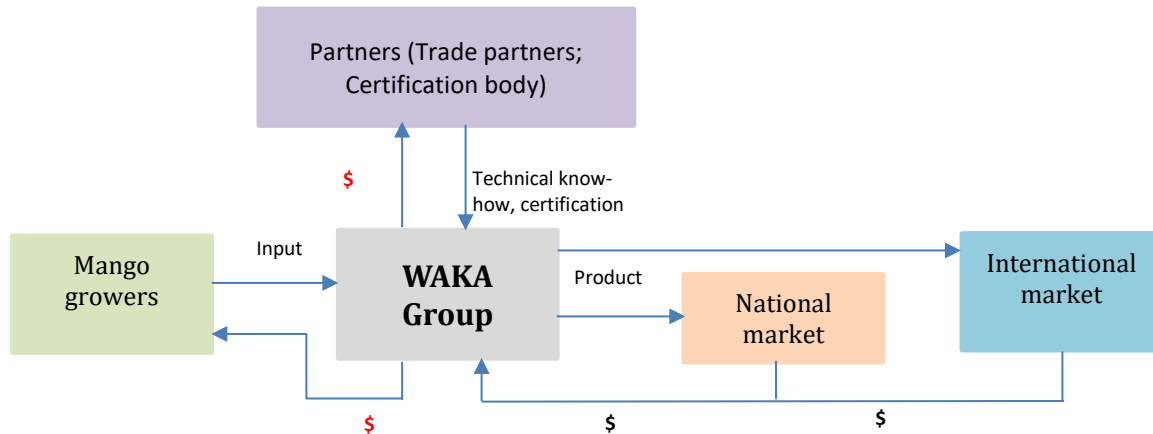 Partners (Trade partners;
Certification body)
$
Technical know-
how, certification
Mango
growers
Input
WAKA
Group
Product
National
market
International
market
$
$
$